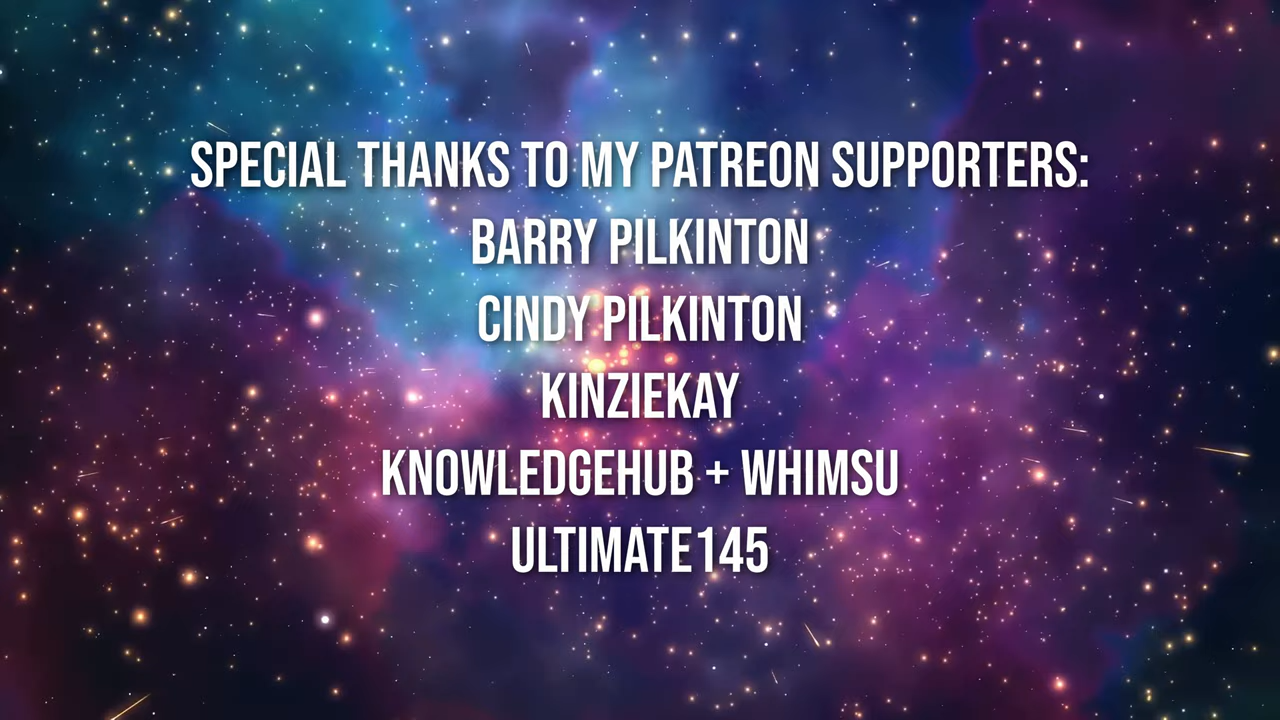 SPECIAL THANKS TO MY PATREON SUPPORTERS:
BARRY PILKINTON
CINDY PILKINTON
KINZIEKAY
KNOWLEDGEHUB + WHIMSU
ULTIMATE145